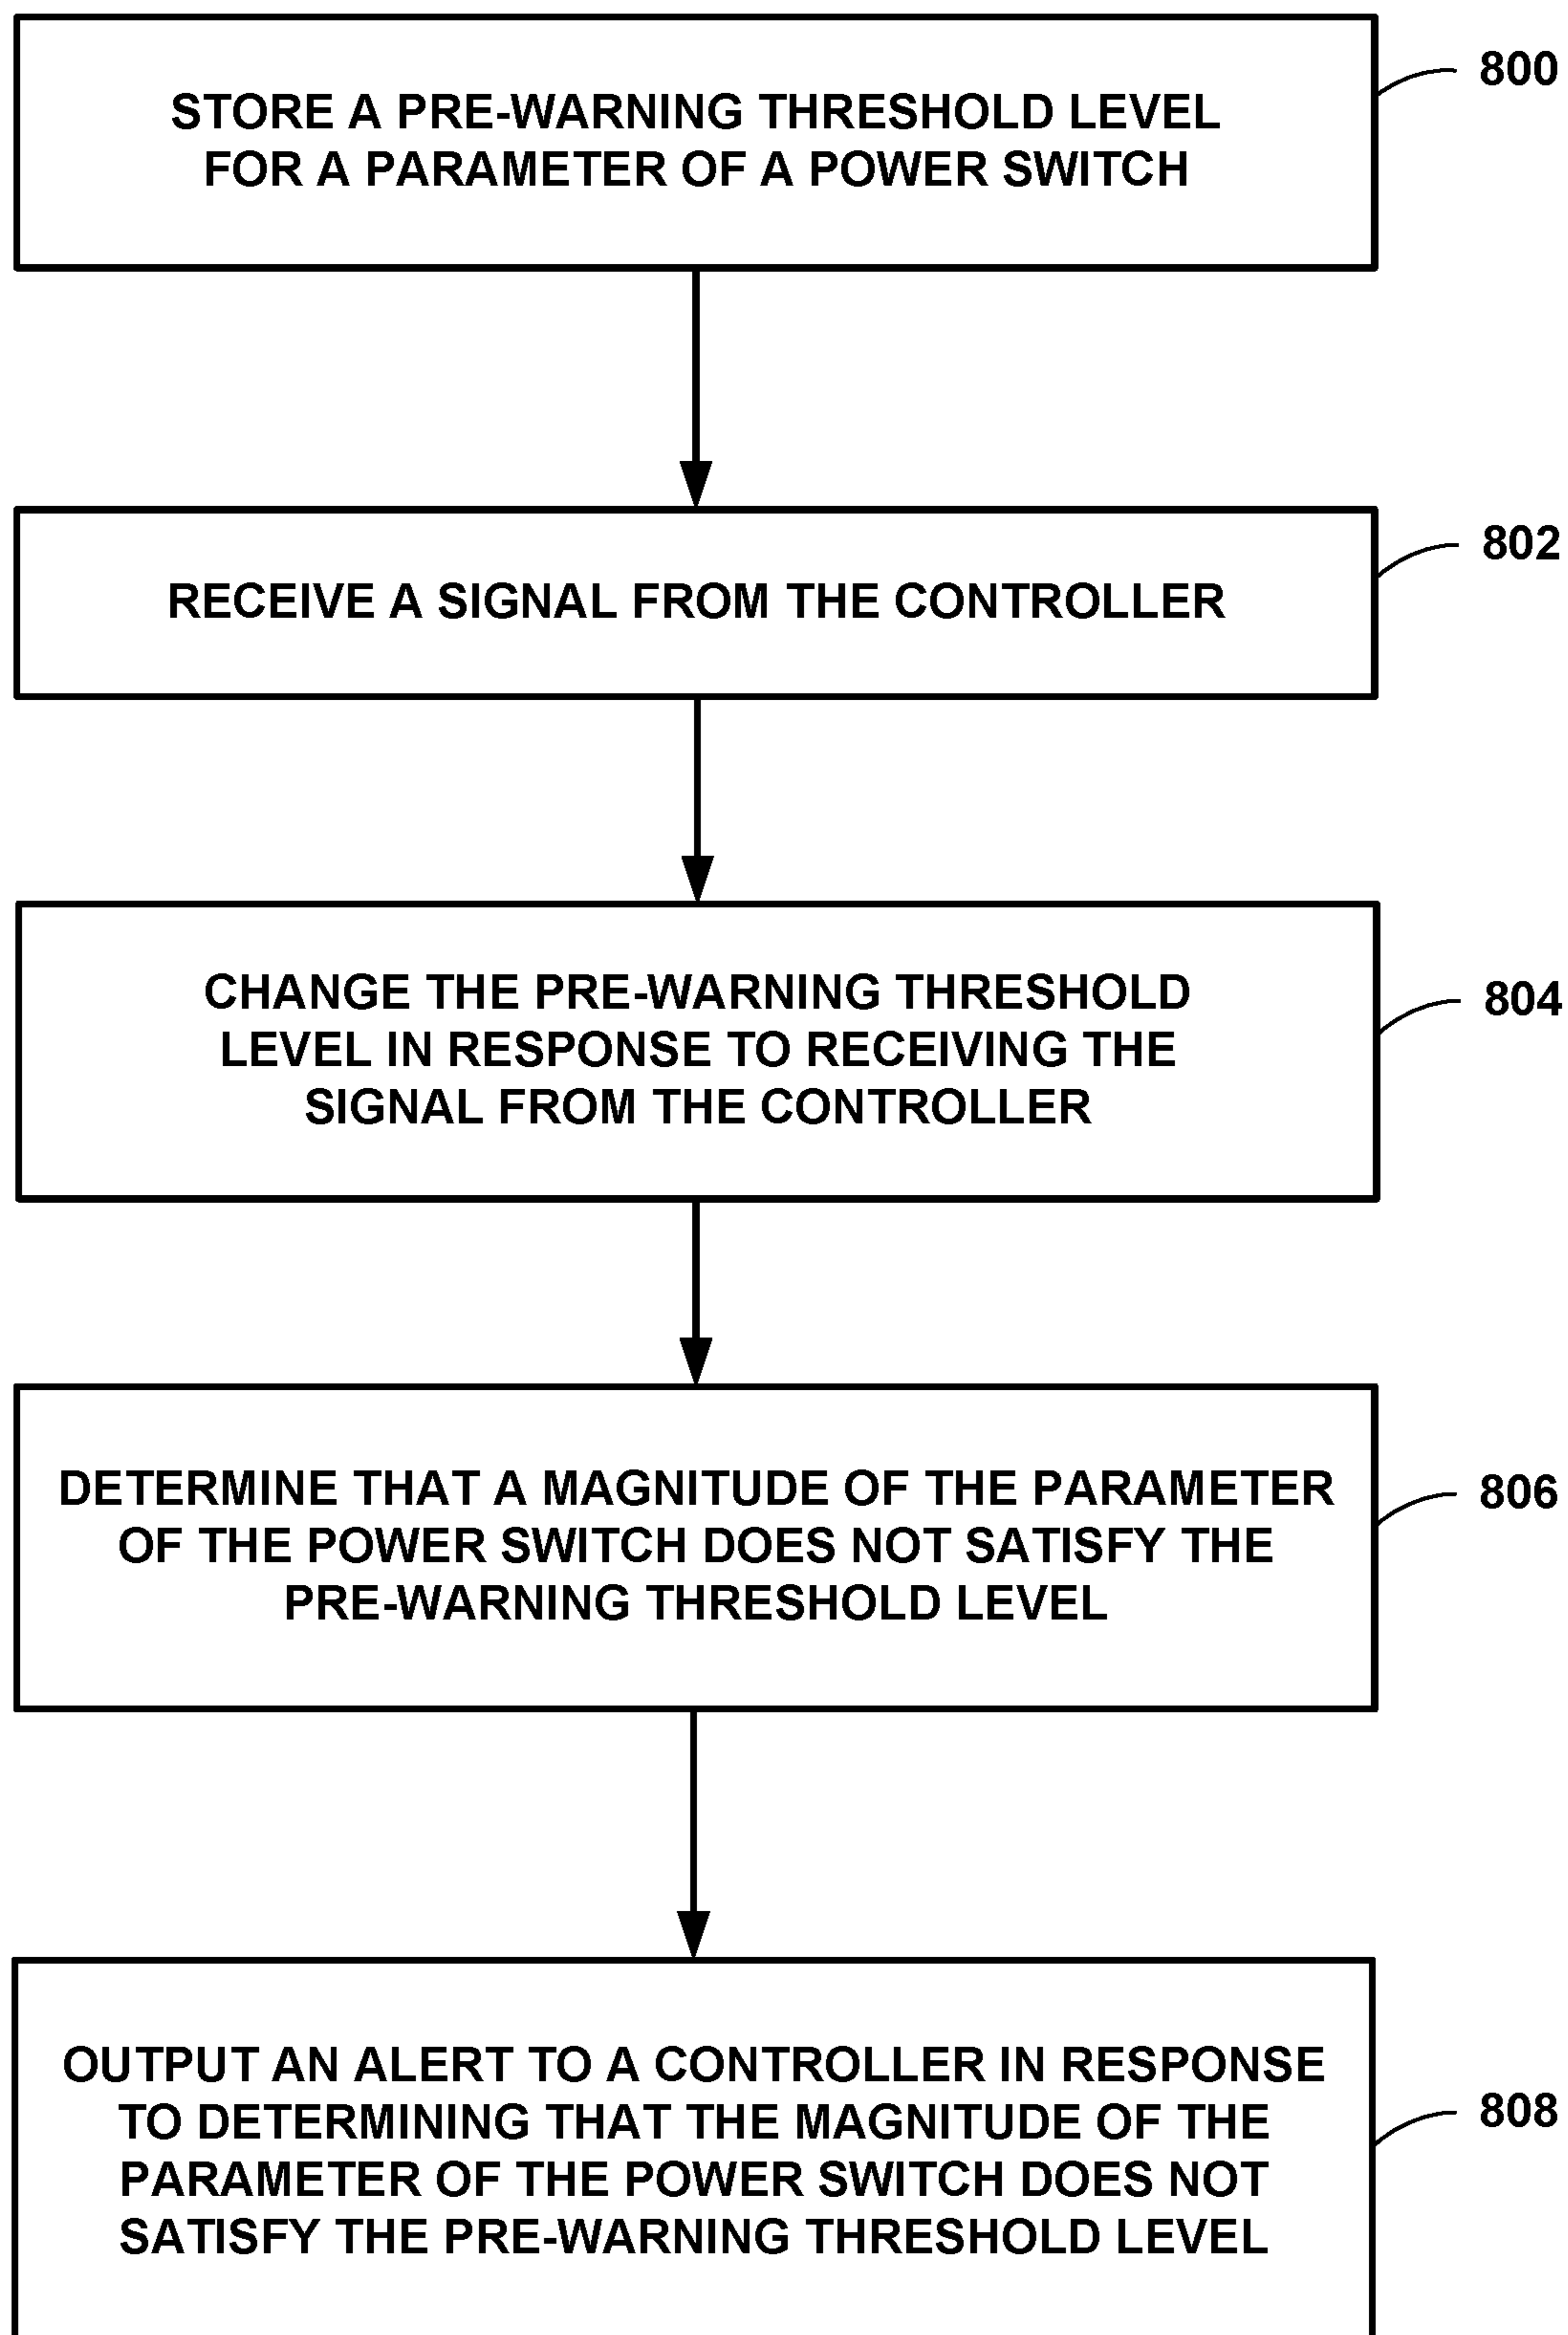 STORE A PRE-WARNING THRESHOLD LEVEL
FOR A PARAMETER OF A POWER SWITCH
800
RECEIVE A SIGNAL FROM THE CONTROLLER
802
CHANGE THE PRE-WARNING THRESHOLD
LEVEL IN RESPONSE TO RECEIVING THE
SIGNAL FROM THE CONTROLLER
804
DETERMINE THAT A MAGNITUDE OF THE PARAMETER
OF THE POWER SWITCH DOES NOT SATISFY THE
PRE-WARNING THRESHOLD LEVEL
806
OUTPUT AN ALERT TO A CONTROLLER IN RESPONSE
TO DETERMINING THAT THE MAGNITUDE OF THE
PARAMETER OF THE POWER SWITCH DOES NOT
SATISFY THE PRE-WARNING THRESHOLD LEVEL
808